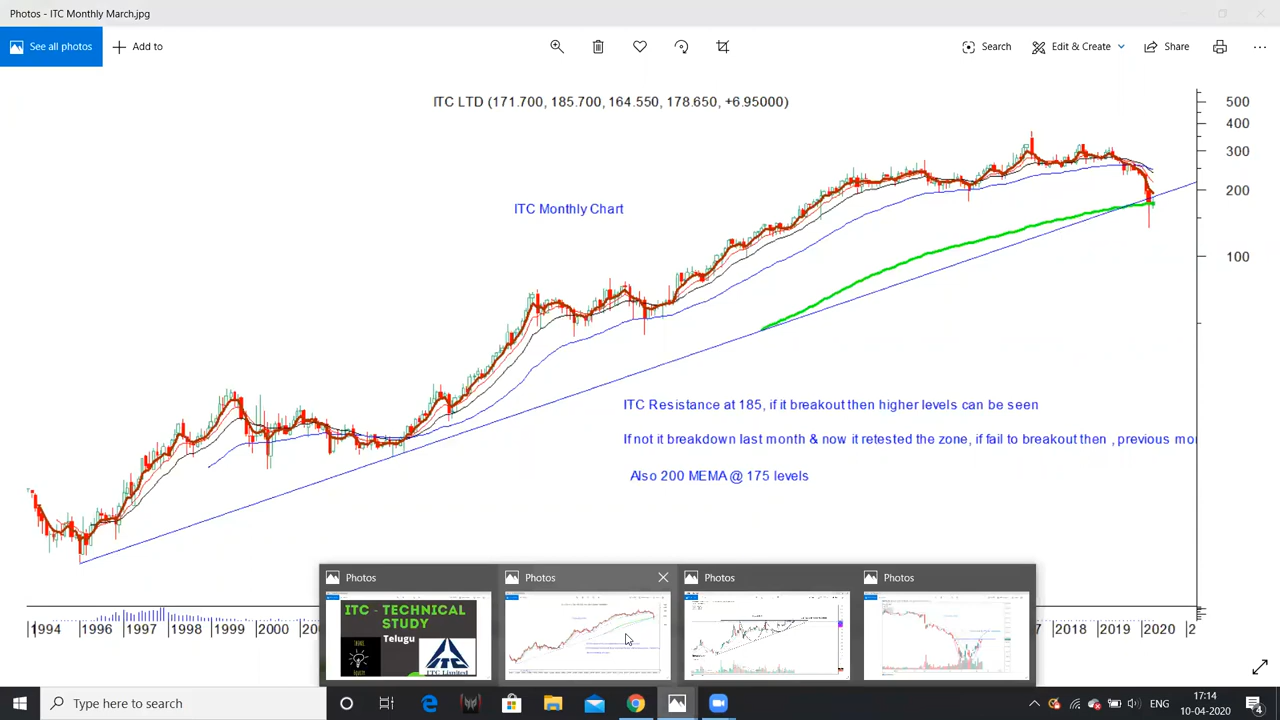 Photos - ITC Monthly March.jpg
See all photos
Add to
Search
Edit & Create
Share
ITC LTD (171.700, 185.700, 164.550, 178.650, +6.95000)
500
400
300
200
100
ITC Monthly Chart
ITC Resistance at 185, if it breakout then higher levels can be seen
If not it breakdown last month & now it retested the zone, if fail to breakout then , previous mo
Also 200 MEMA @ 175 levels
1994 1996 1997 1998 1999 2000 2018 2019 2020 2
Photos
Photos
Photos
Photos
ITC - TECHNICAL
STUDY
Telugu
ITC Limited
Type here to search
ENG
17:14
10-04-2020
4